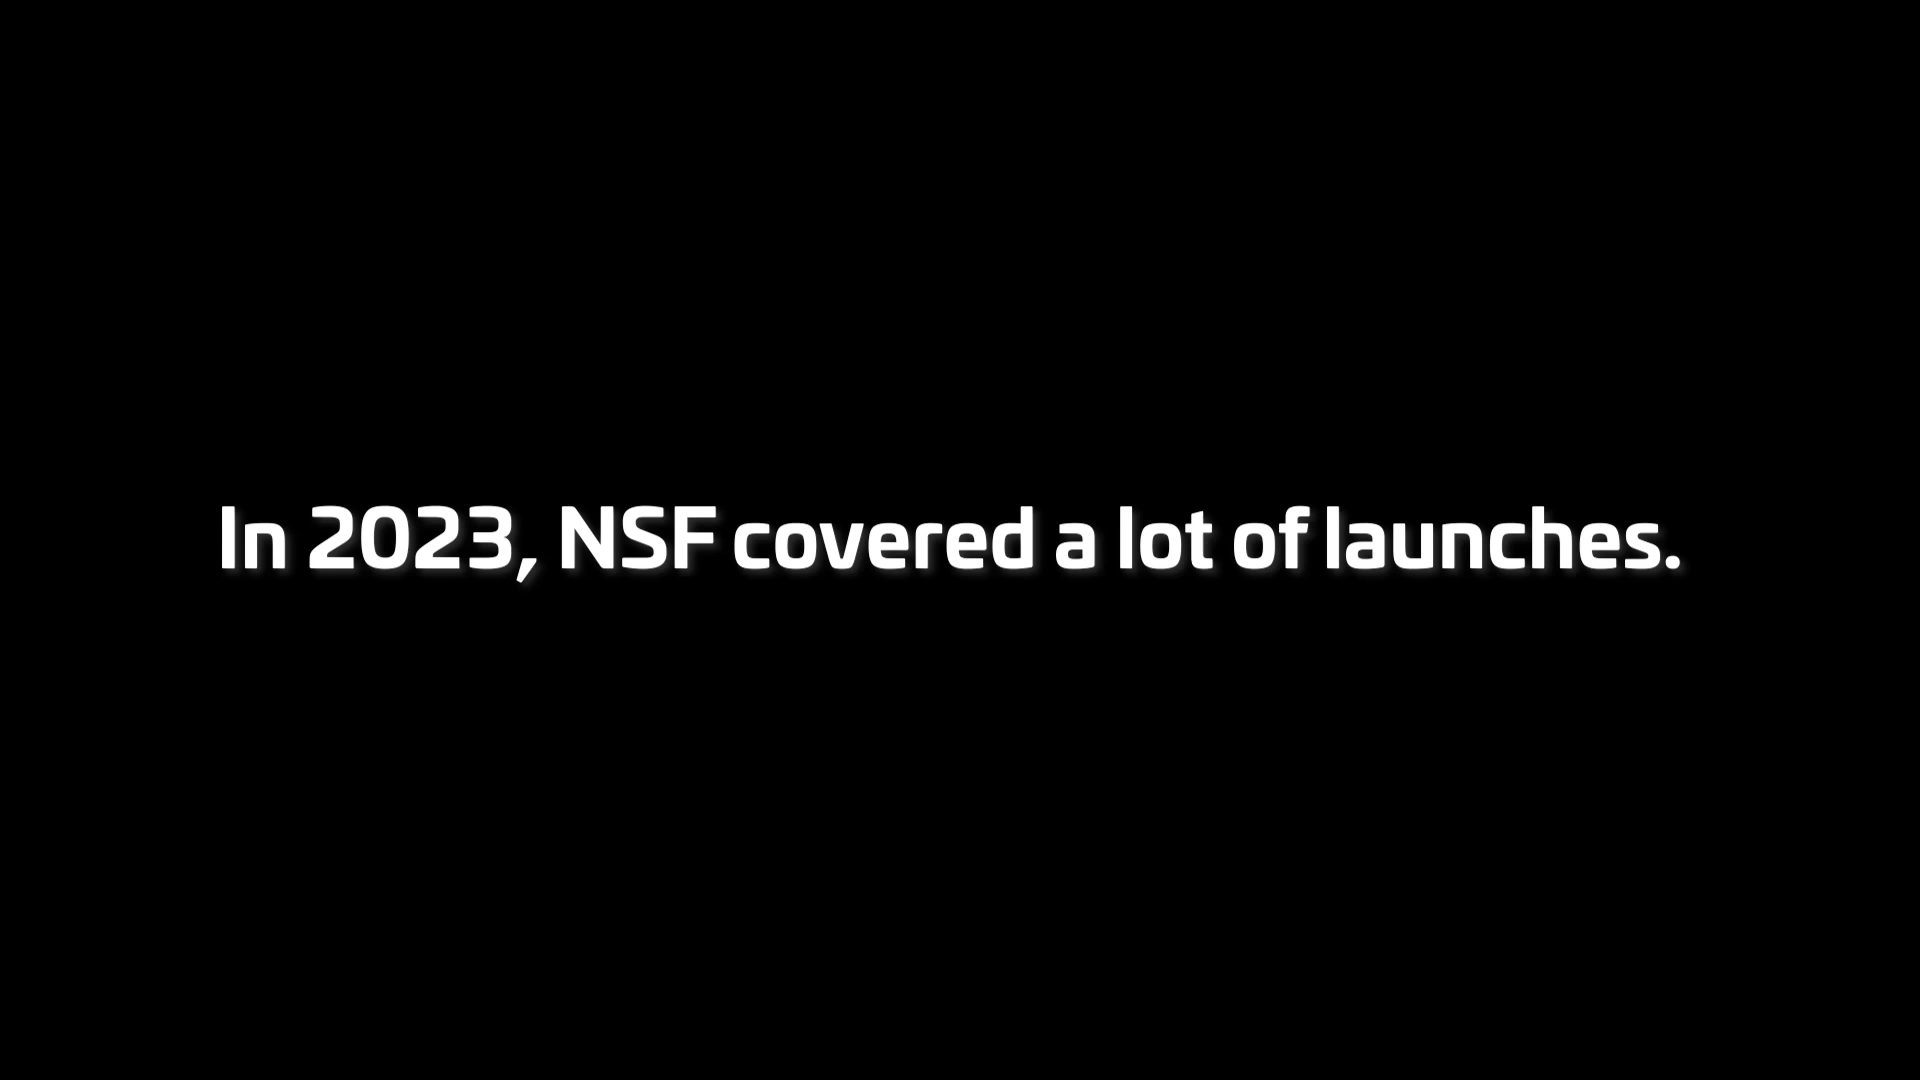 In 2023, NSF covered a lot of launches.